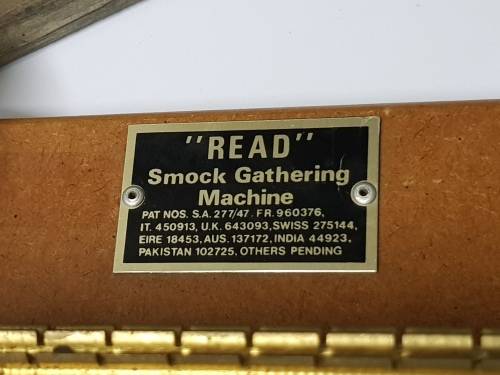 "READ"
Smock Gathering
Machine
PAT NOS. S.A. 277/47. FR. 960376,
IT. 450913, U.K. 643093, SWISS 275144,
EIRE 18453, AUS. 137172, INDIA 44923,
PAKISTAN 102725, OTHERS PENDING